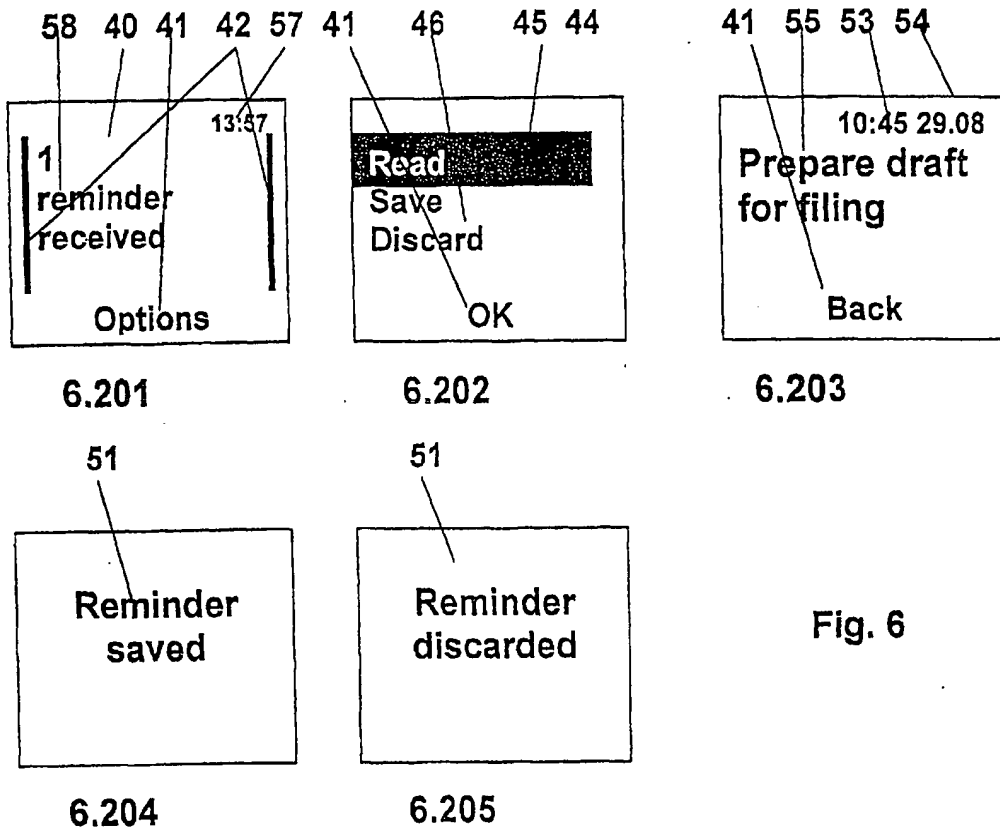 58 40 41 42 57 41 46 45 44 41 55 53 54
13:57
1
reminder
received
Options
Read
Save
Discard
OK
10:45 29.08
Prepare draft
for filing
Back
6.201 6.202 6.203
51 51
Reminder
saved
Reminder
discarded
Fig. 6
6.204 6.205